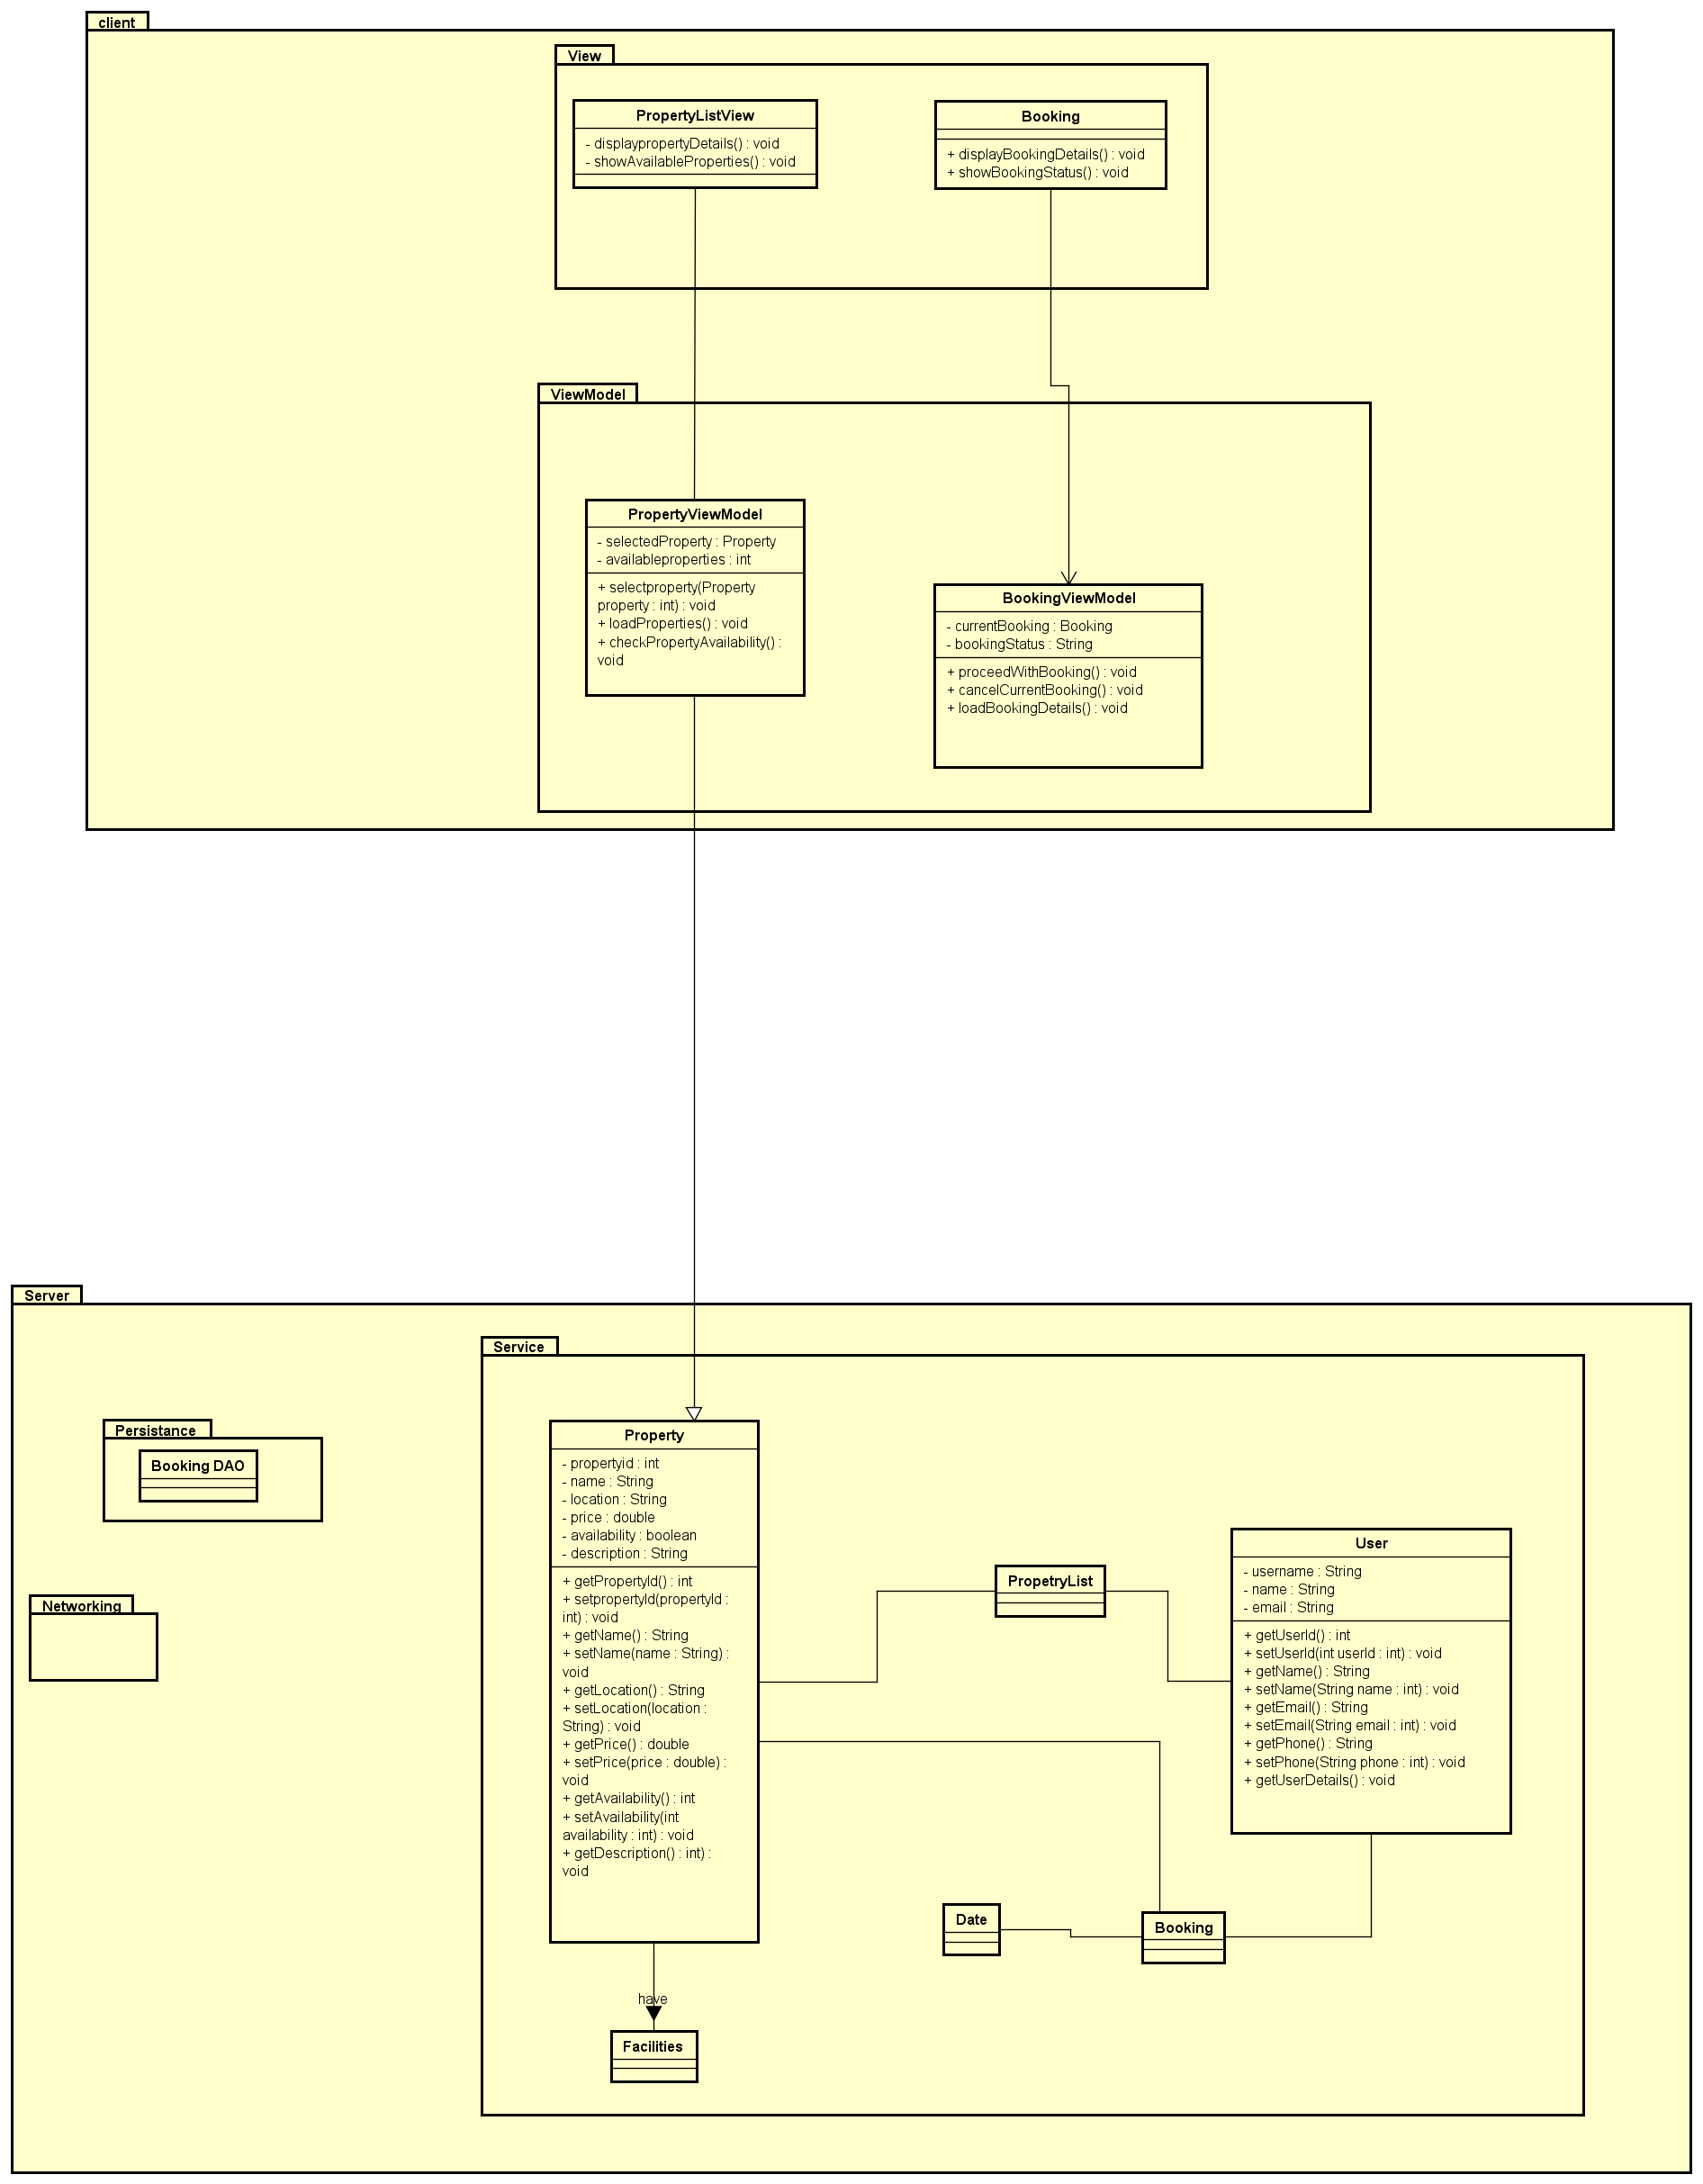 client
View
PropertyListView
- displaypropertyDetails() : void
- showAvailableProperties() : void
Booking
+ displayBookingDetails() : void
+ showBookingStatus() : void
ViewModel
PropertyViewModel
- selectedProperty : Property
- availableproperties : int
+ selectproperty(Property
property : int) : void
+ loadProperties() : void
+ checkPropertyAvailability() :
void
BookingViewModel
- currentBooking : Booking
- bookingStatus : String
+ proceedWithBooking() : void
+ cancelCurrentBooking() : void
+ loadBookingDetails() : void
Server
Service
Persistance
Booking DAO
Networking
Property
- propertyid : int
- name : String
- location : String
- price : double
- availability : boolean
- description : String
+ getPropertyId() : int
+ setpropertyId(propertyId :
int) : void
+ getName() : String
+ setName(name : String) :
void
+ getLocation() : String
+ setLocation(location :
String) : void
+ getPrice() : double
+ setPrice(price : double) :
void
+ getAvailability() : int
+ setAvailability(int
availability : int) : void
+ getDescription() : int) :
void
PropetryList
User
- username : String
- name : String
- email : String
+ getUserId() : int
+ setUserId(int userId : int) : void
+ getName() : String
+ setName(String name : int) : void
+ getEmail() : String
+ setEmail(String email : int) : void
+ getPhone() : String
+ setPhone(String phone : int) : void
+ getUserDetails() : void
Date
Booking
have
Facilities